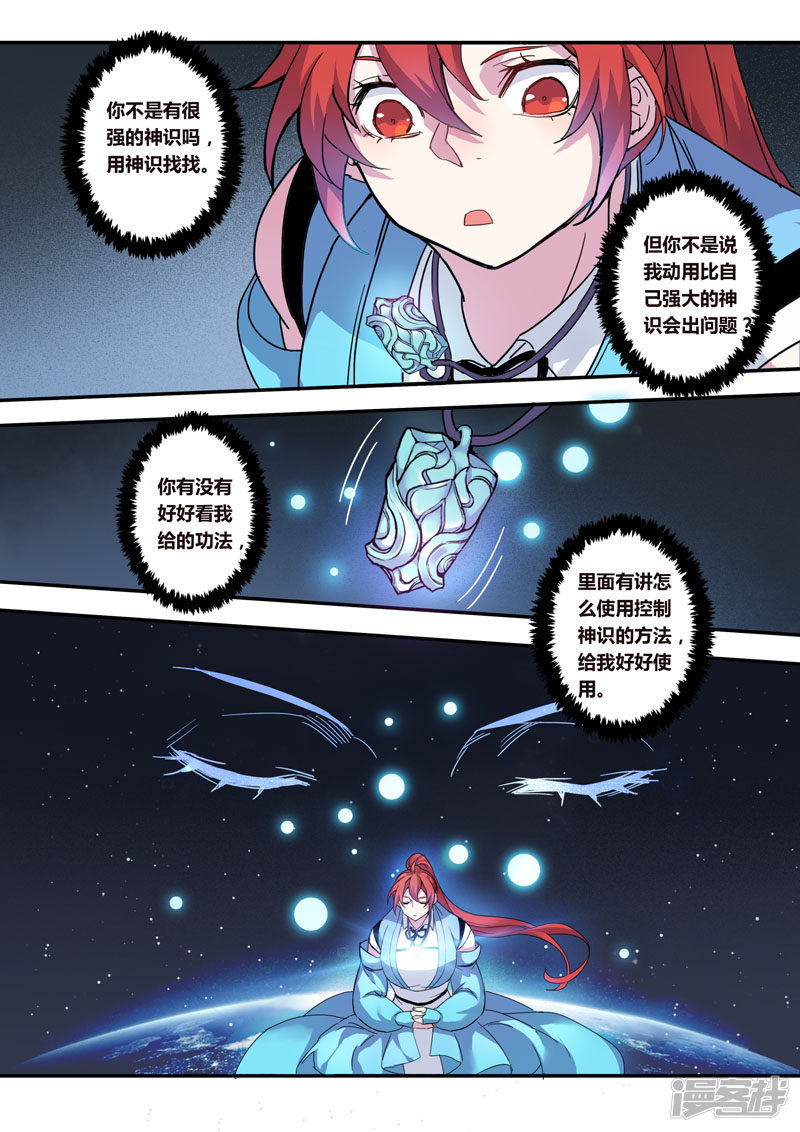 你不是有很
强的神识吗，
用神识找找。
但你不是说
我动用比自
己强大的神
识会出问题？
你有没有
好好看我
给的功法，
里面有讲怎
么使用控制
神识的方法，
给我好好使
用。
漫客栈